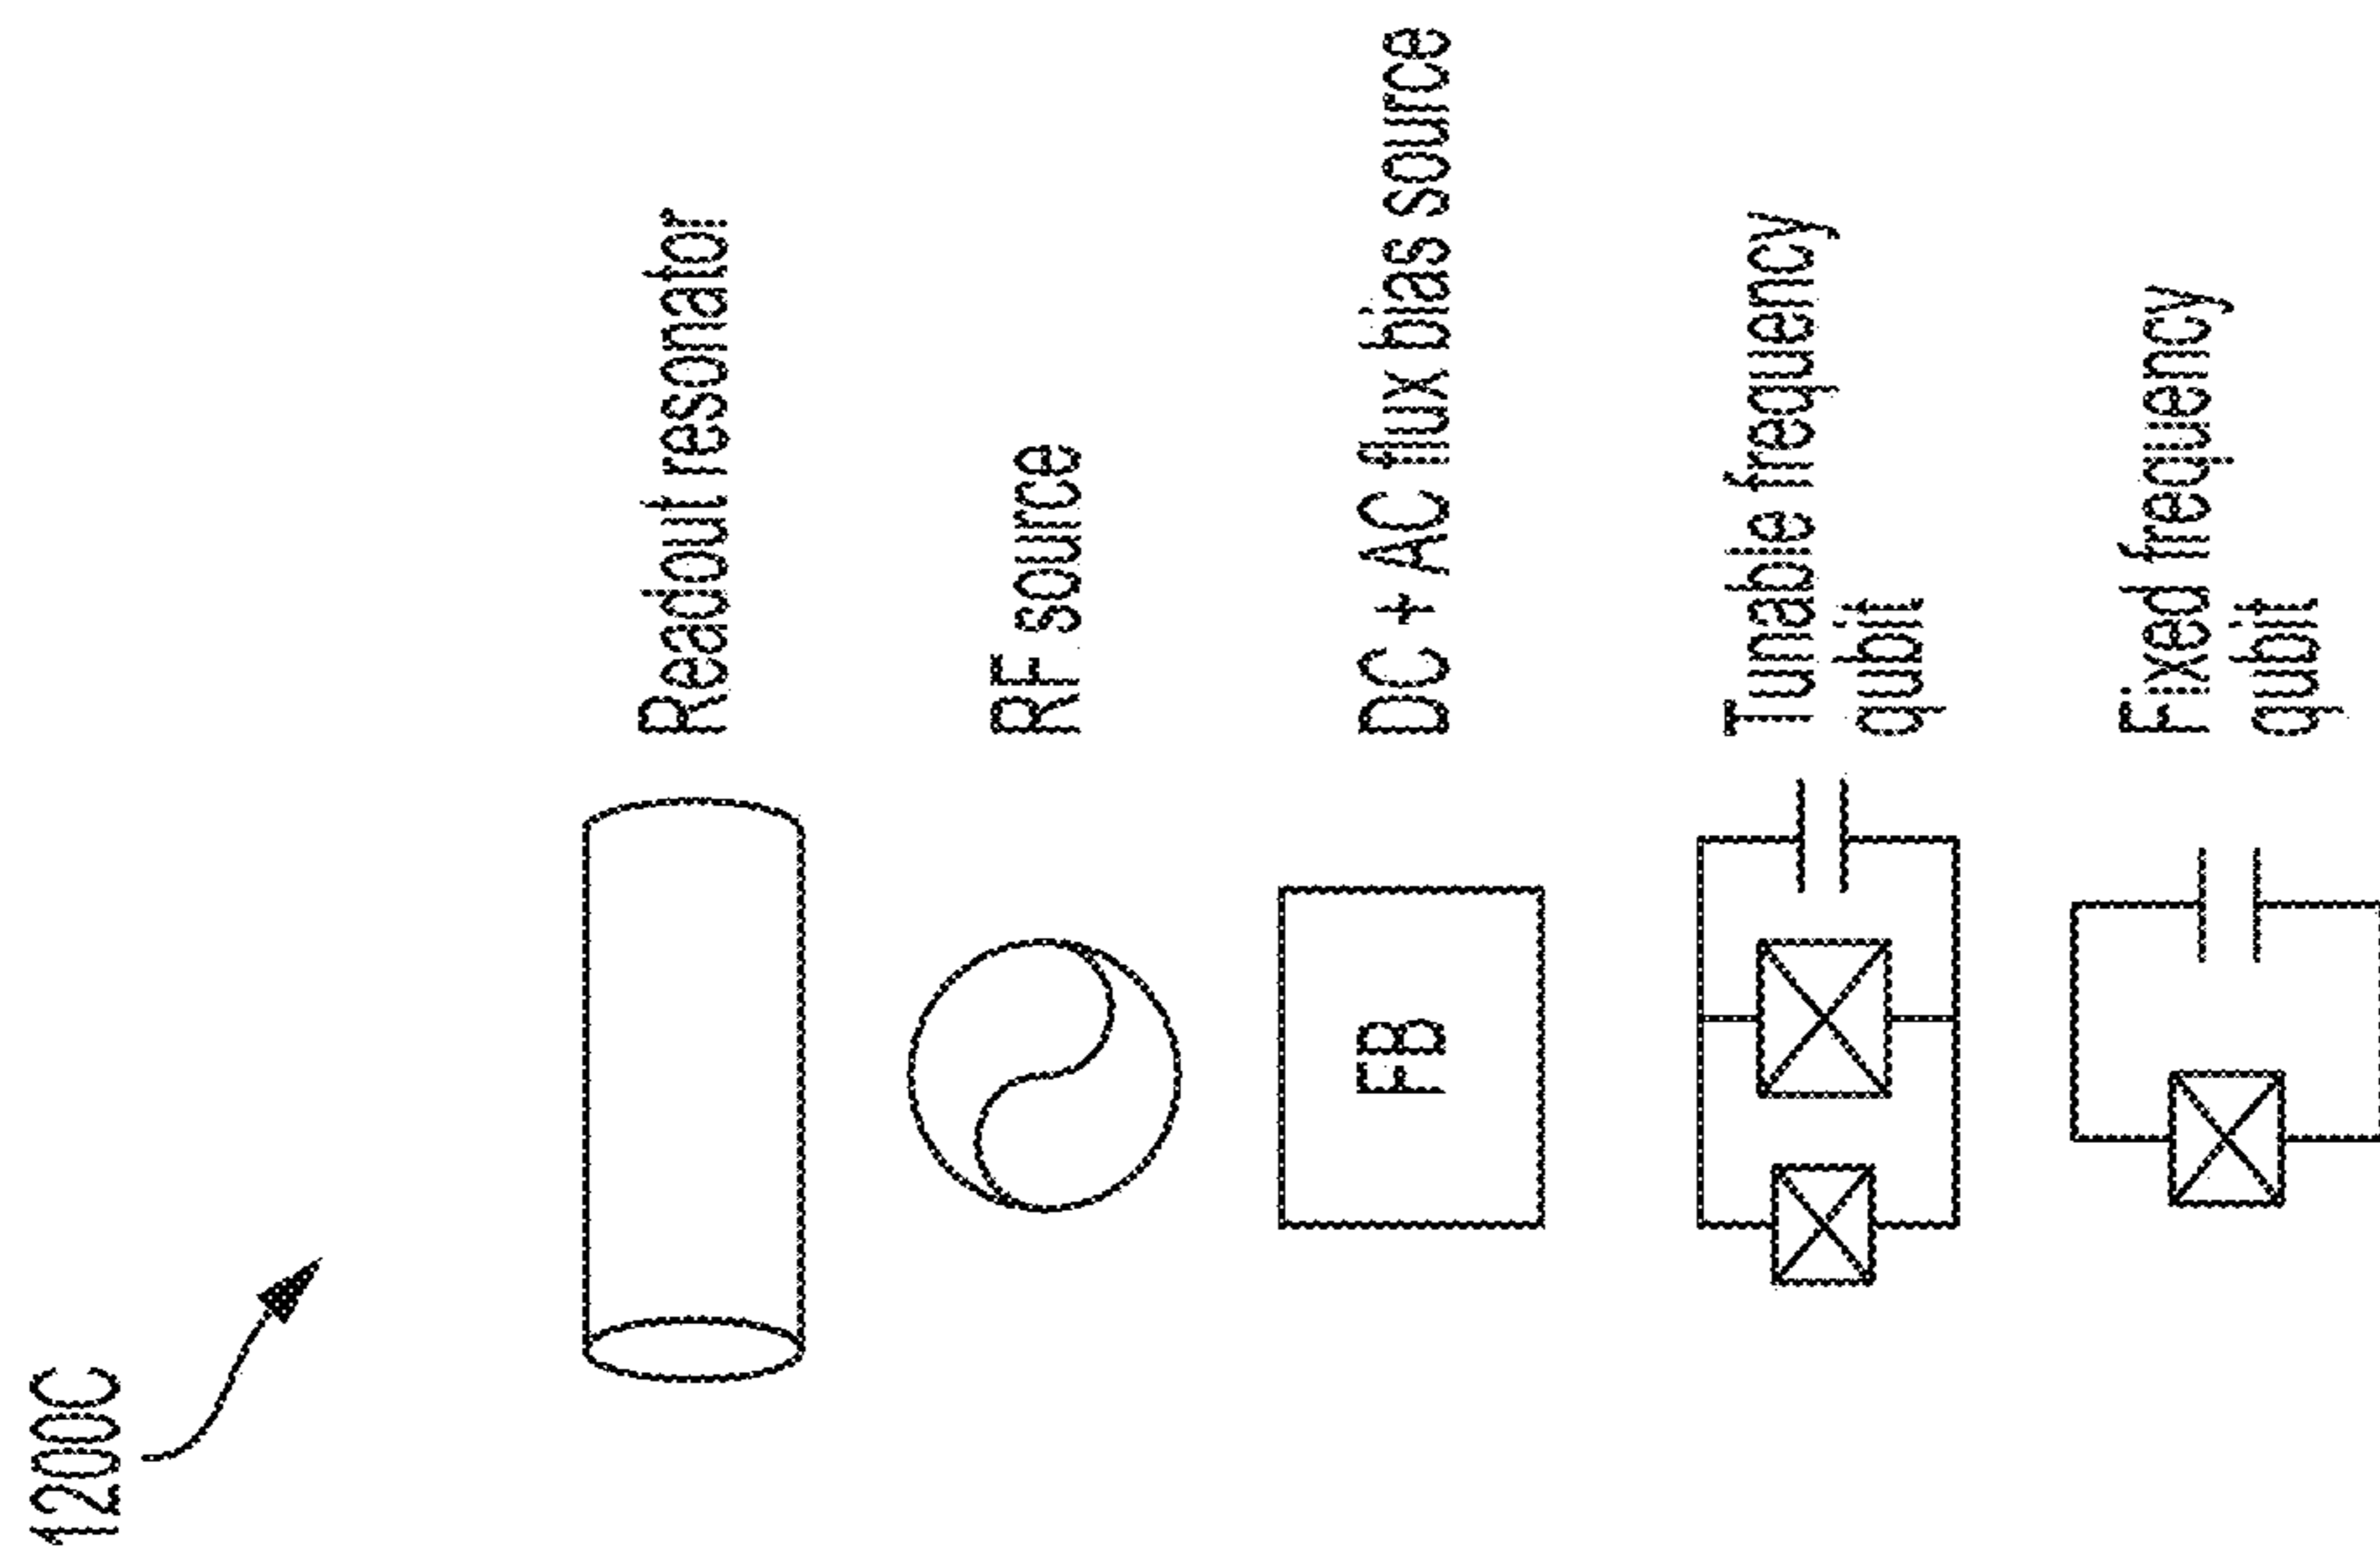 1200C
Readout resonator
RF source
FB
DC + AC flux bias source
Tunable frequency
qubit
Fixed frequency
qubit